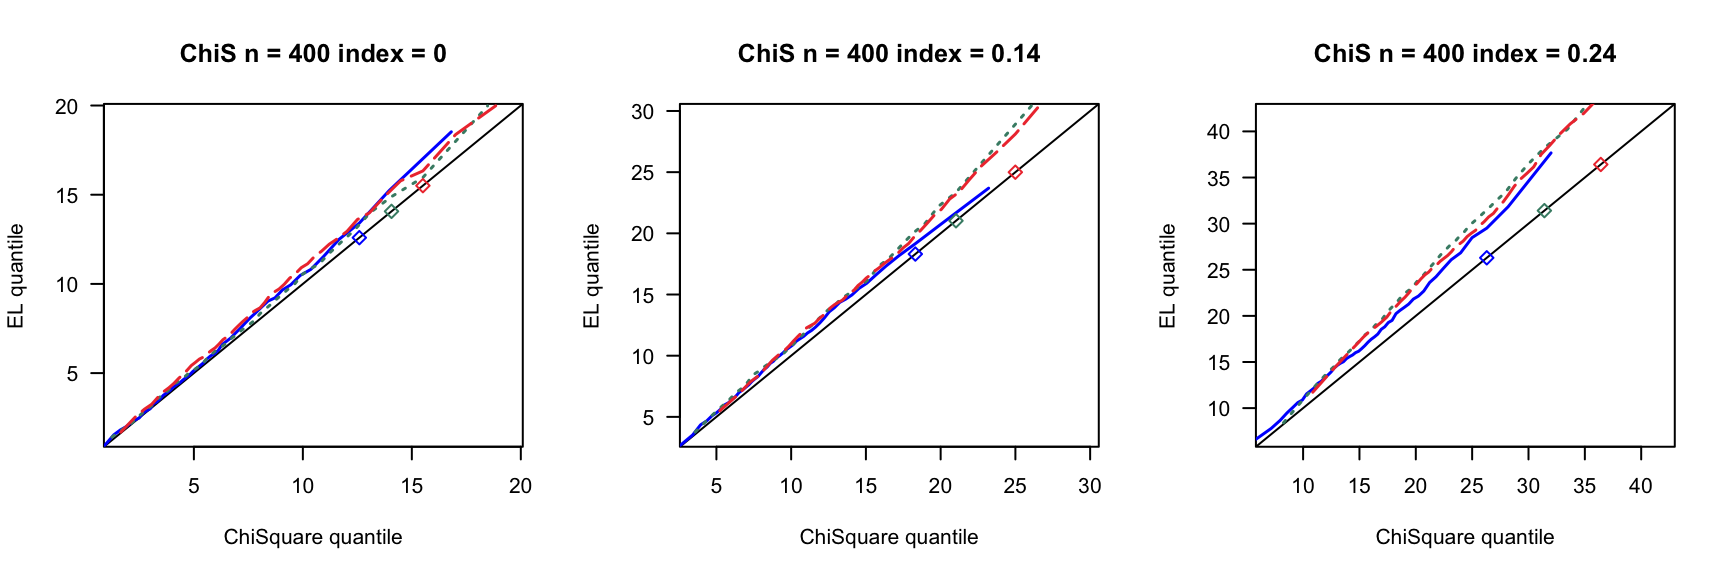 ChiS n = 400 index = 0
20
15
10
5
EL quantile
5 10 15 20
ChiSquare quantile
ChiS n = 400 index = 0.14
30
25
20
15
10
5
EL quantile
5 10 15 20 25 30
ChiSquare quantile
ChiS n = 400 index = 0.24
40
35
30
25
20
15
10
EL quantile
10 15 20 25 30 35 40
ChiSquare quantile